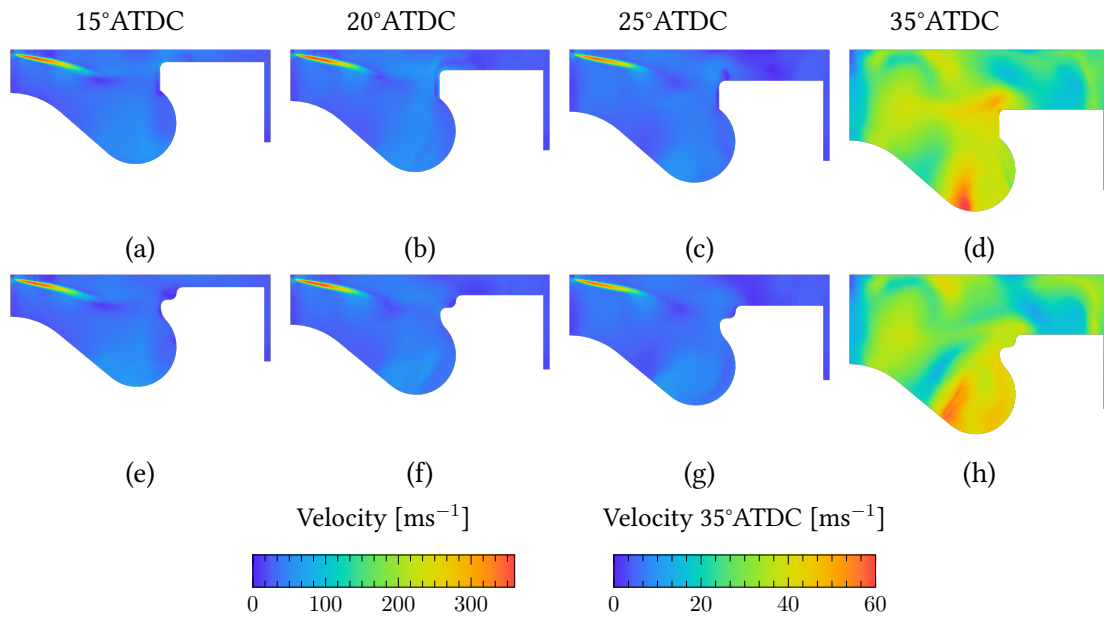 15°ATDC 20°ATDC 25°ATDC 35°ATDC
(a) (b) (c) (d)
(e) (f) (g) (h)
Velocity [ms⁻¹] Velocity 35°ATDC [ms⁻¹]
0 100 200 300 0 20 40 60